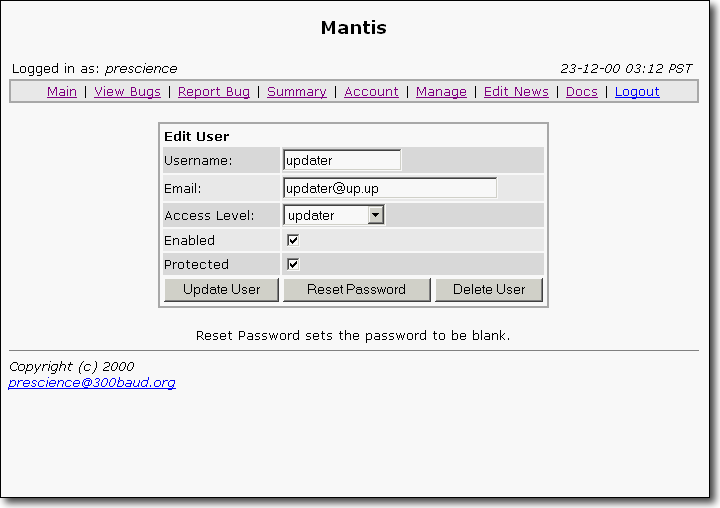 Mantis
Logged in as: prescience 23-12-00 03:12 PST
Main | View Bugs | Report Bug | Summary | Account | Manage | Edit News | Docs | Logout
Edit User
Username: updater
Email: updater@up.up
Access Level: updater
Enabled
Protected
Update User Reset Password Delete User
Reset Password sets the password to be blank.
Copyright (c) 2000
prescience@300baud.org